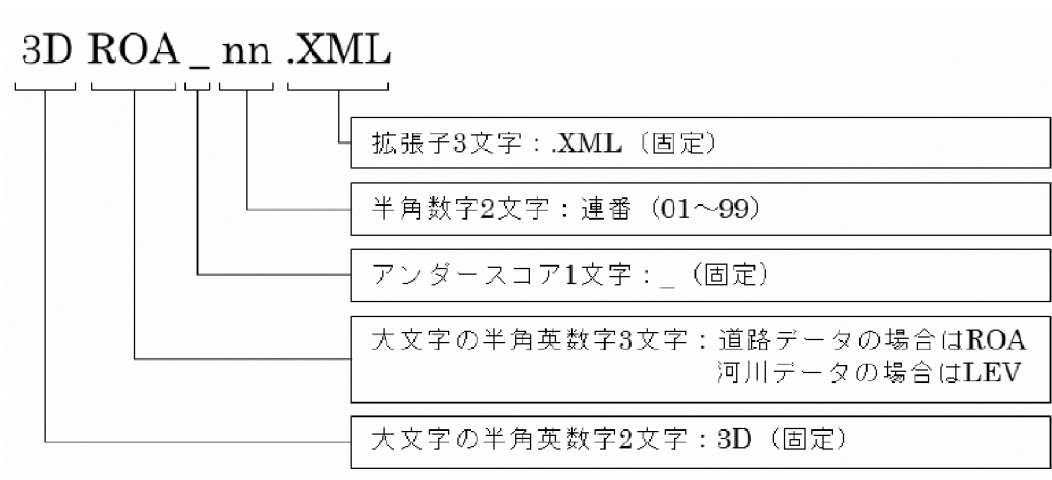 3D ROA _ nn .XML
拡張子3文字：.XML（固定）
半角数字2文字：連番（01～99）
アンダースコア1文字：_（固定）
大文字の半角英数字3文字：道路データの場合はROA
河川データの場合はLEV
大文字の半角英数字2文字：3D（固定）